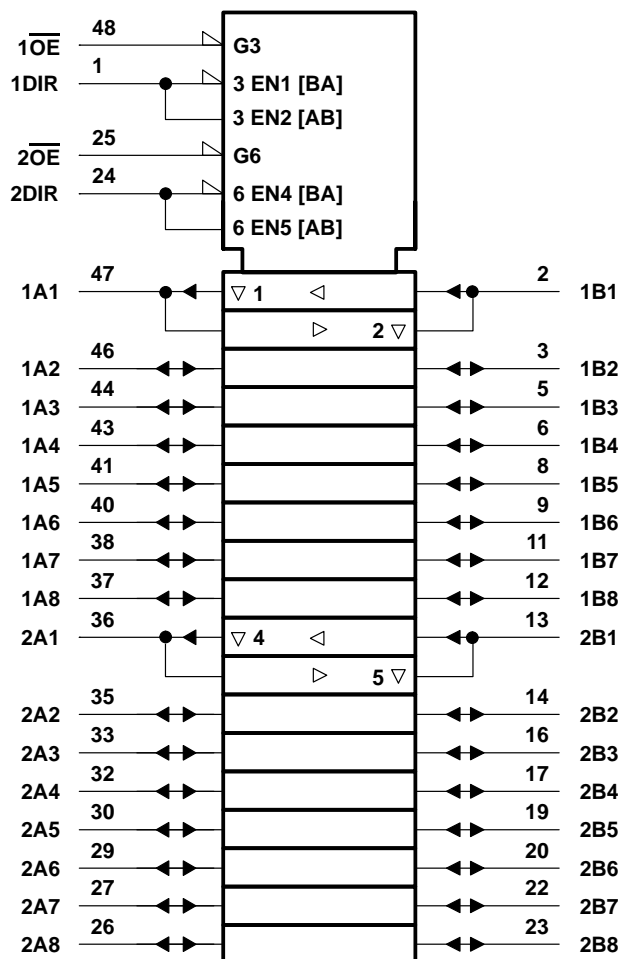 48
1O̅E̅ G3
1
1DIR 3 EN1 [BA]
3 EN2 [AB]
25
2O̅E̅ G6
24
2DIR 6 EN4 [BA]
6 EN5 [AB]
47 2
1A1 ▽ 1 ◁ 1B1
▷ 2 ▽
46 3
1A2 1B2
44 5
1A3 1B3
43 6
1A4 1B4
41 8
1A5 1B5
40 9
1A6 1B6
38 11
1A7 1B7
37 12
1A8 1B8
36 13
2A1 ▽ 4 ◁ 2B1
▷ 5 ▽
35 14
2A2 2B2
33 16
2A3 2B3
32 17
2A4 2B4
30 19
2A5 2B5
29 20
2A6 2B6
27 22
2A7 2B7
26 23
2A8 2B8